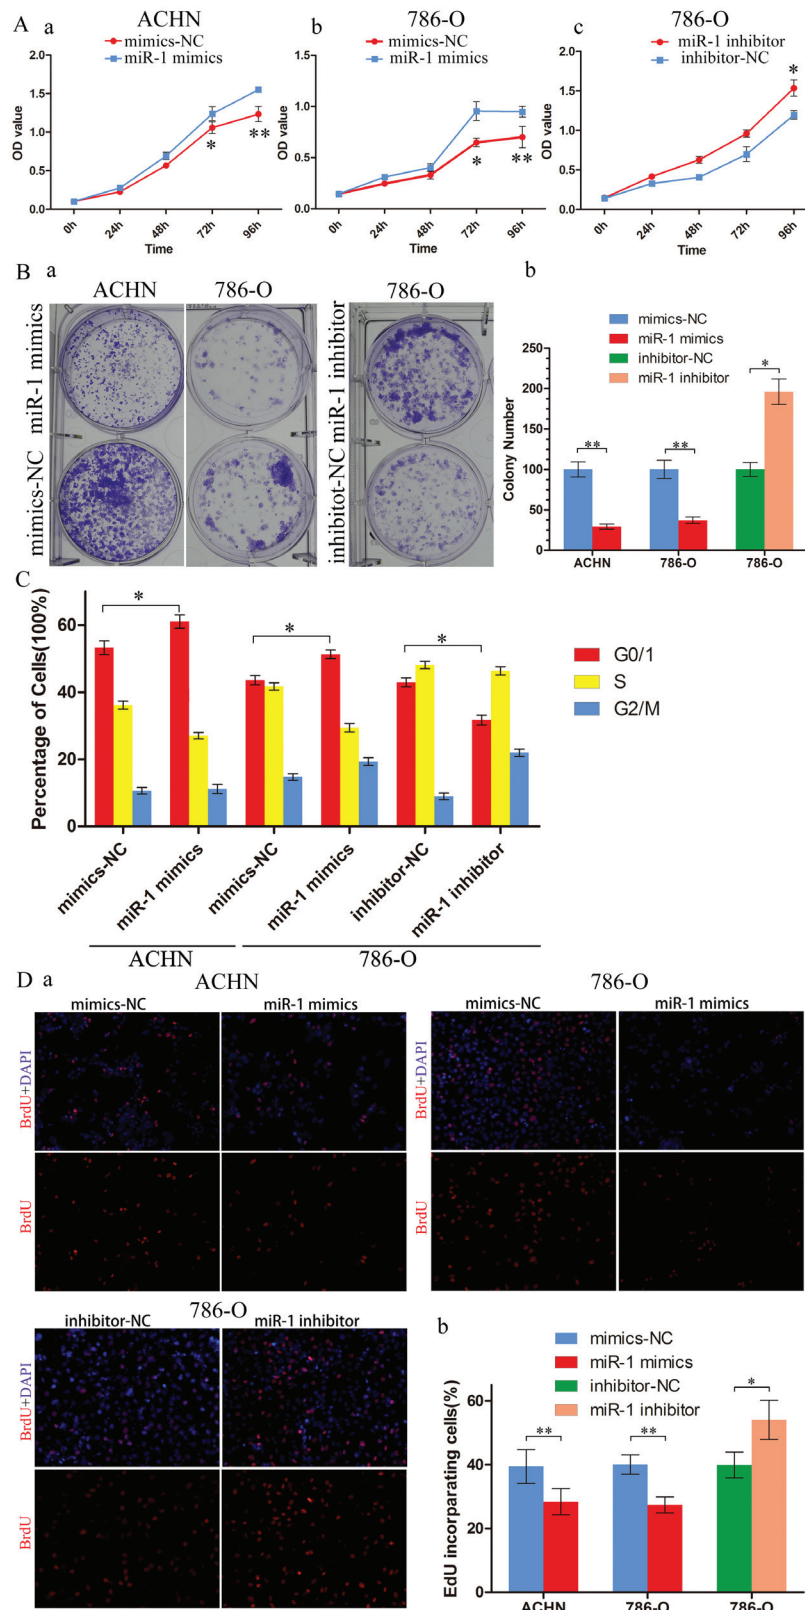 A a ACHN
mimics-NC
miR-1 mimics
OD value
2.0
1.5
1.0
0.5
0.0
* **
0h 24h 48h 72h 96h
Time
b 786-O
mimics-NC
miR-1 mimics
OD value
1.5
1.0
0.5
0.0
* **
0h 24h 48h 72h 96h
Time
c 786-O
miR-1 inhibitor
inhibitor-NC
OD value
2.0
1.5
1.0
0.5
0.0
*
0h 24h 48h 72h 96h
Time
B a
ACHN 786-O 786-O
miR-1 mimics
mimics-NC
miR-1 inhibitor
inhibitot-NC
b
mimics-NC
miR-1 mimics
inhibitor-NC
miR-1 inhibitor
Colony Number
250
200
150
100
50
0
** ** *
ACHN 786-O 786-O
C
Percentage of Cells(100%)
60
40
20
0
* * *
G0/1
S
G2/M
mimics-NC
miR-1 mimics
mimics-NC
miR-1 mimics
inhibitor-NC
miR-1 inhibitor
ACHN 786-O
D a ACHN 786-O
mimics-NC miR-1 mimics mimics-NC miR-1 mimics
BrdU+DAPI
BrdU
BrdU+DAPI
BrdU
786-O
inhibitor-NC miR-1 inhibitor
BrdU+DAPI
BrdU
b
mimics-NC
miR-1 mimics
inhibitor-NC
miR-1 inhibitor
EdU incorparating cells(%)
60
40
20
0
** ** *
ACHN 786-O 786-O